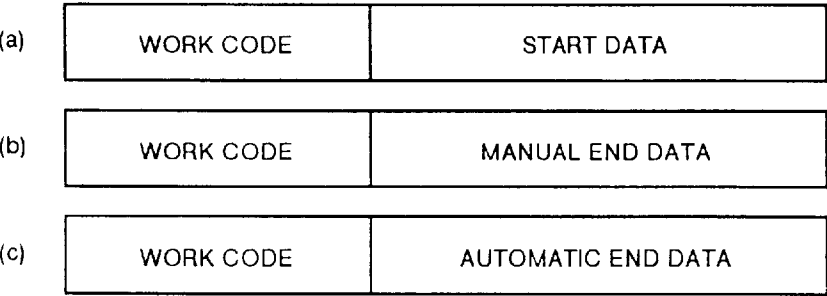 (a) WORK CODE START DATA
(b) WORK CODE MANUAL END DATA
(c) WORK CODE AUTOMATIC END DATA